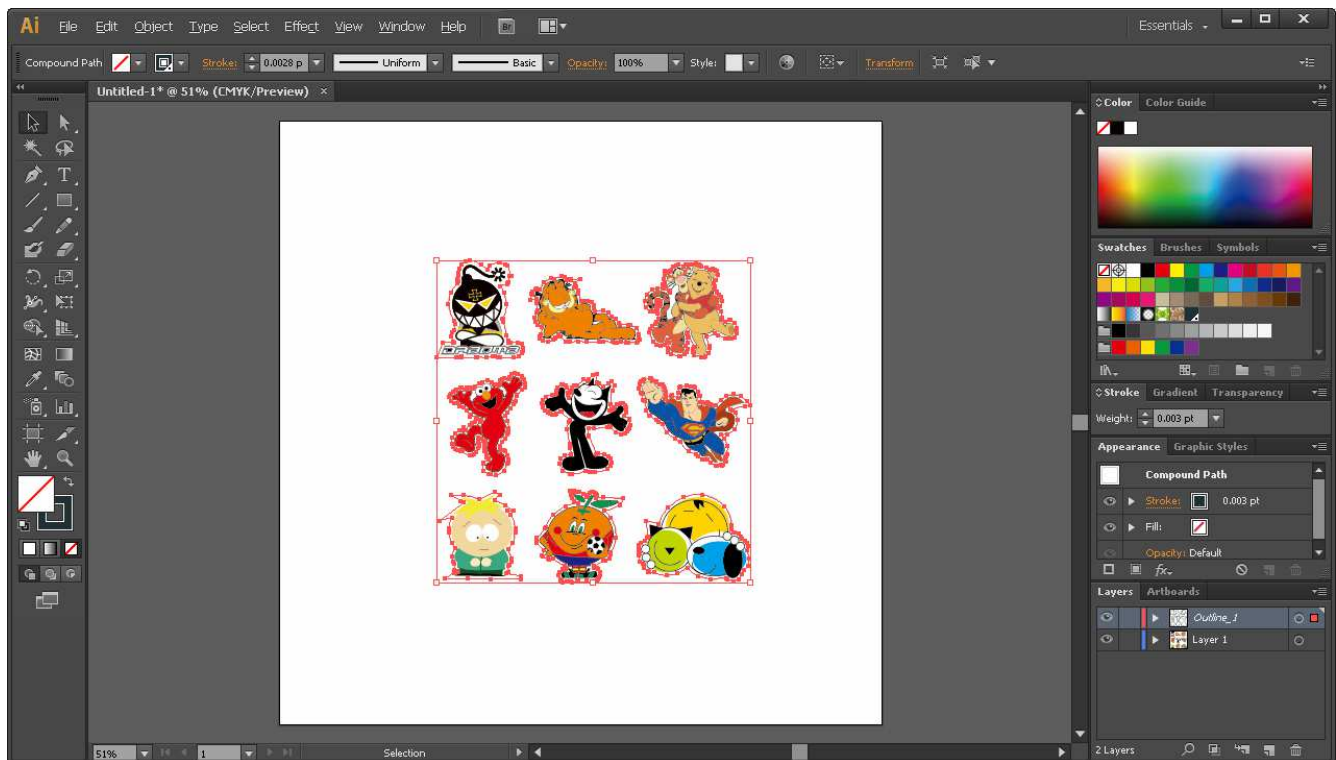 Ai File Edit Object Type Select Effect View Window Help Br Essentials
Compound Path Stroke: 0.0028 p Uniform Basic Opacity: 100% Style: Transform
Untitled-1* @ 51% (CMYK/Preview) ×
Color Color Guide
Swatches Brushes Symbols
Stroke Gradient Transparency
Weight: 0.003 pt
Appearance Graphic Styles
Compound Path
Stroke: 0.003 pt
Fill:
Opacity: Default
fx.
Layers Artboards
Outline_1
Layer 1
51% 1 Selection
2 Layers